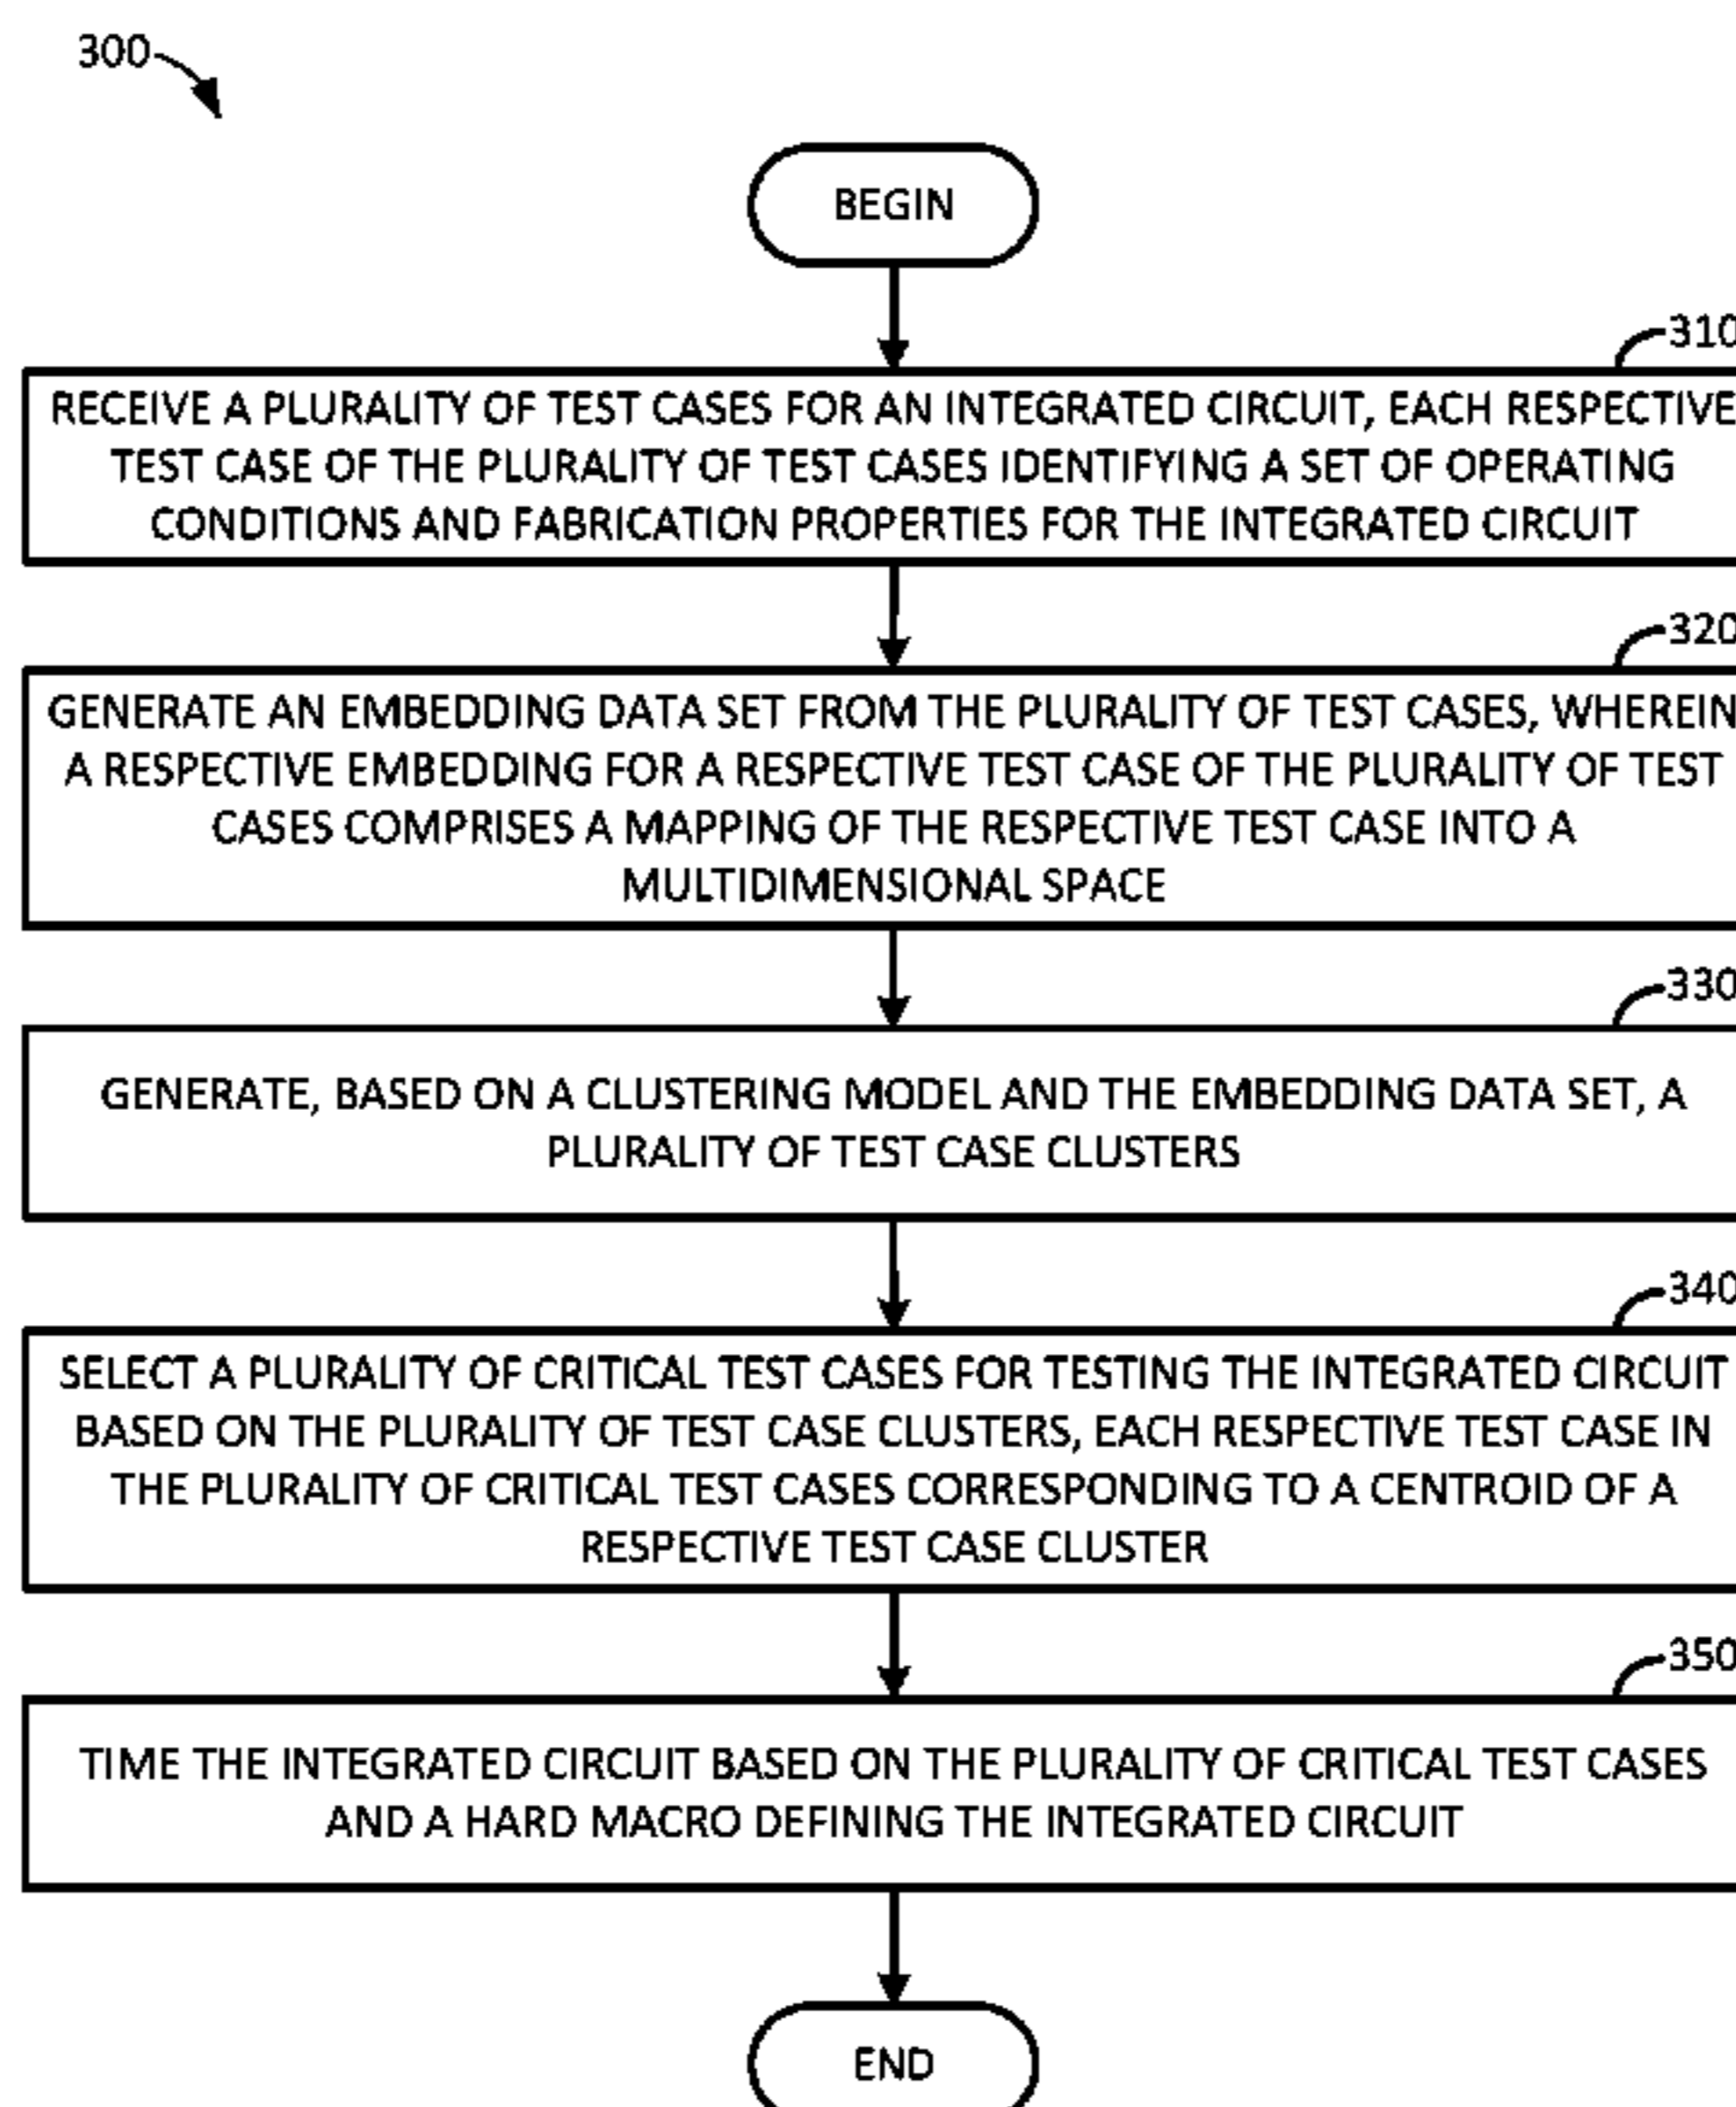 300
BEGIN
310
RECEIVE A PLURALITY OF TEST CASES FOR AN INTEGRATED CIRCUIT, EACH RESPECTIVE
TEST CASE OF THE PLURALITY OF TEST CASES IDENTIFYING A SET OF OPERATING
CONDITIONS AND FABRICATION PROPERTIES FOR THE INTEGRATED CIRCUIT
320
GENERATE AN EMBEDDING DATA SET FROM THE PLURALITY OF TEST CASES, WHEREIN
A RESPECTIVE EMBEDDING FOR A RESPECTIVE TEST CASE OF THE PLURALITY OF TEST
CASES COMPRISES A MAPPING OF THE RESPECTIVE TEST CASE INTO A
MULTIDIMENSIONAL SPACE
330
GENERATE, BASED ON A CLUSTERING MODEL AND THE EMBEDDING DATA SET, A
PLURALITY OF TEST CASE CLUSTERS
340
SELECT A PLURALITY OF CRITICAL TEST CASES FOR TESTING THE INTEGRATED CIRCUIT
BASED ON THE PLURALITY OF TEST CASE CLUSTERS, EACH RESPECTIVE TEST CASE IN
THE PLURALITY OF CRITICAL TEST CASES CORRESPONDING TO A CENTROID OF A
RESPECTIVE TEST CASE CLUSTER
350
TIME THE INTEGRATED CIRCUIT BASED ON THE PLURALITY OF CRITICAL TEST CASES
AND A HARD MACRO DEFINING THE INTEGRATED CIRCUIT
END